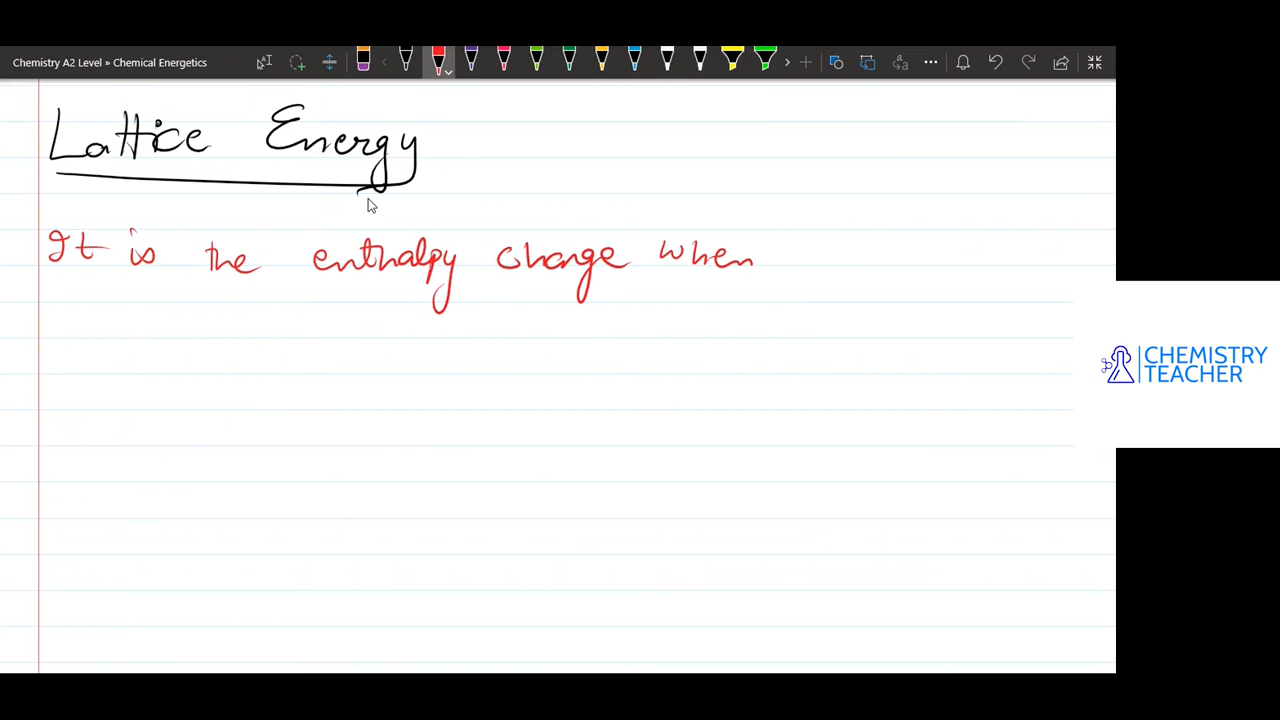 Chemistry A2 Level » Chemical Energetics
Lattice Energy
It is the enthalpy change when
CHEMISTRY
TEACHER